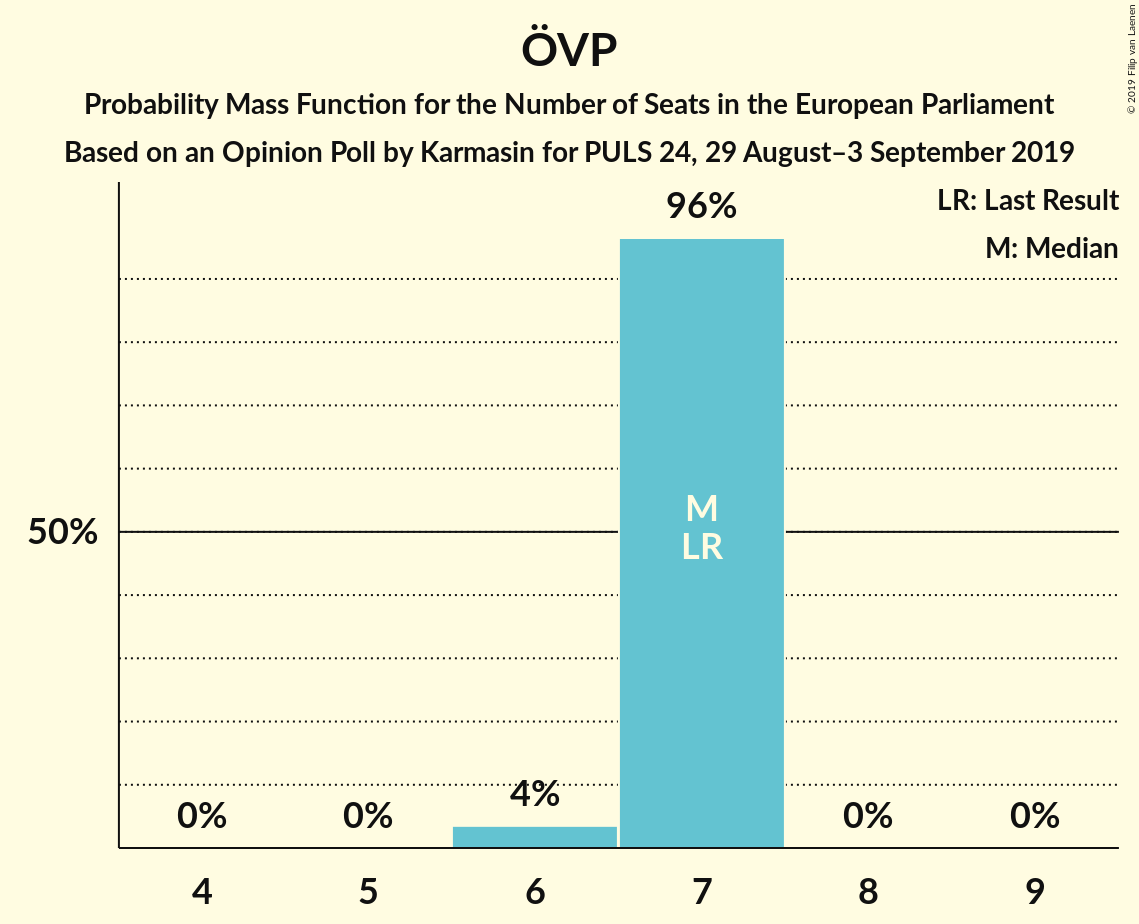 ÖVP
Probability Mass Function for the Number of Seats in the European Parliament
Based on an Opinion Poll by Karmasin for PULS 24, 29 August–3 September 2019
© 2019 Filip van Laenen
LR: Last Result
M: Median
96%
50%
M
LR
4%
0%
0%
0%
0%
4
5
6
7
8
9